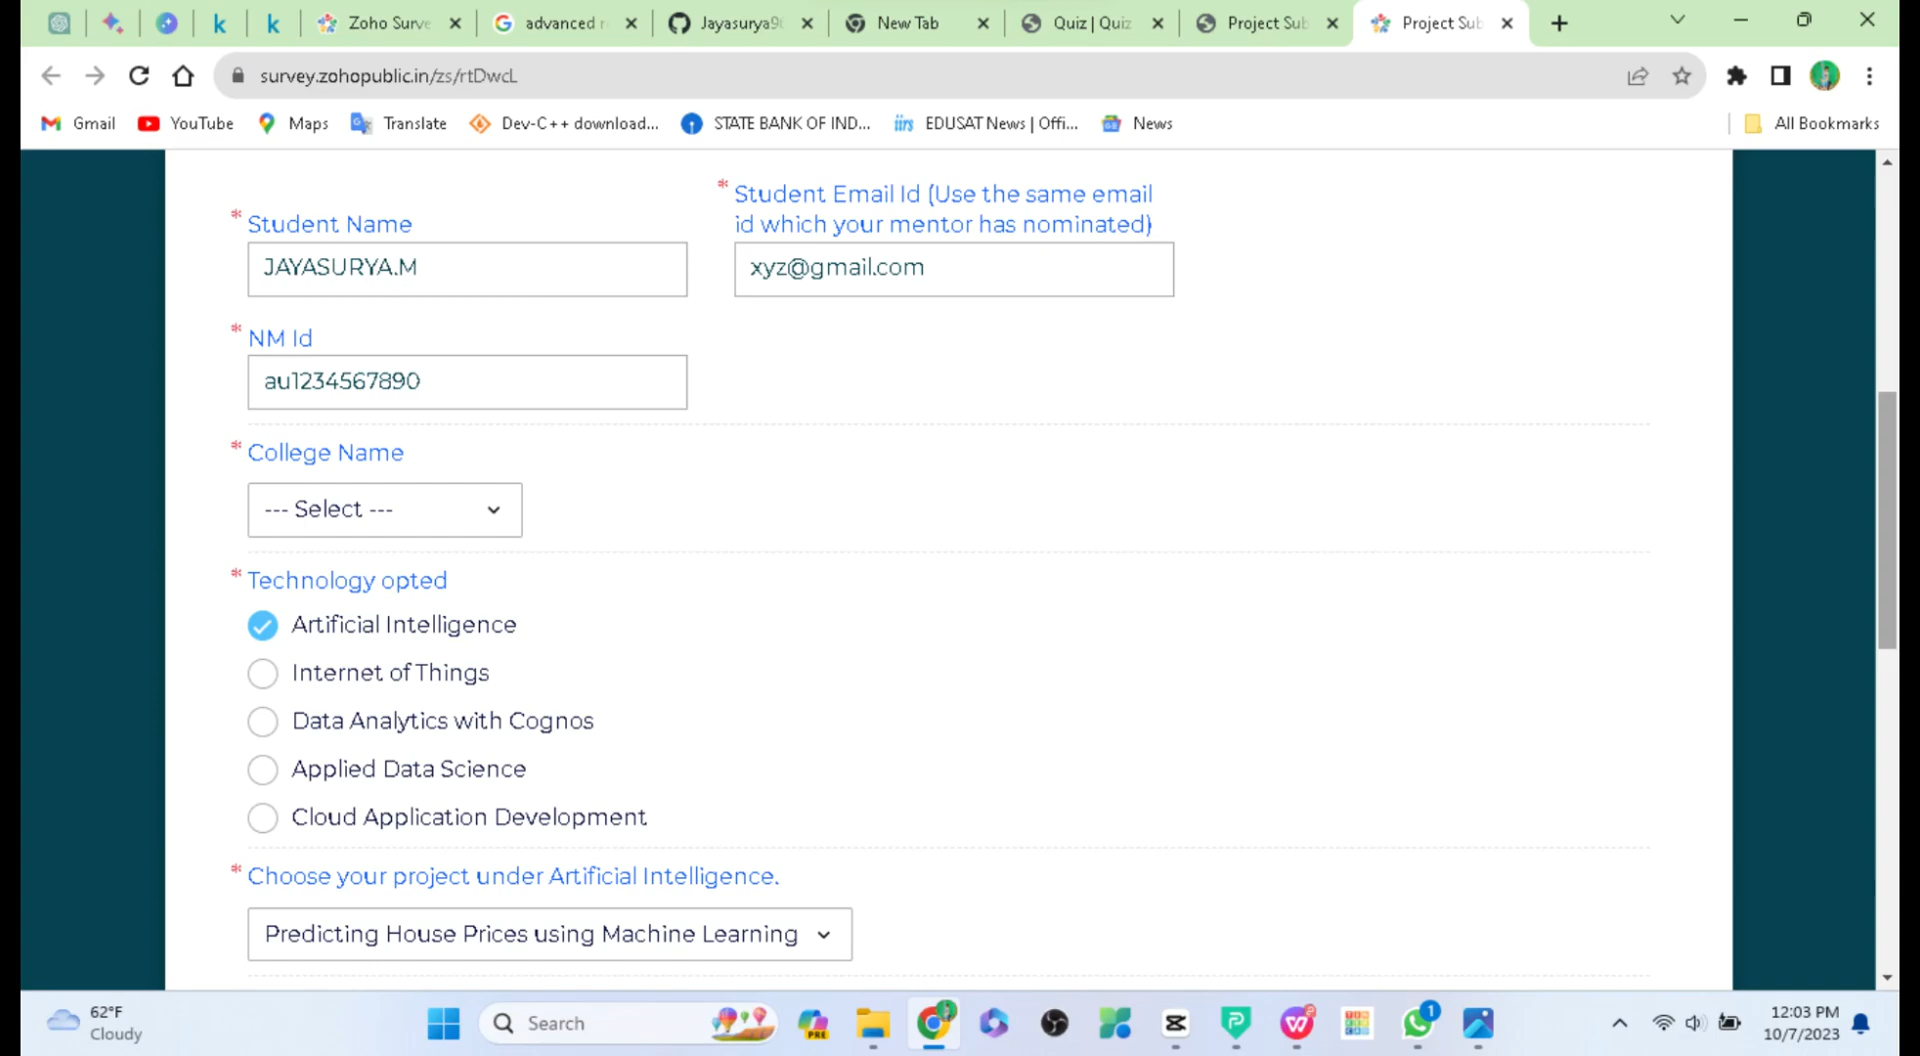 Zoho Surve
advanced r
Jayasurya9
New Tab
Quiz | Quiz
Project Sub
Project Sub
survey.zohopublic.in/zs/rtDwcL
Gmail
YouTube
Maps
Translate
Dev-C++ download...
STATE BANK OF IND...
iirs
EDUSAT News | Offi...
News
All Bookmarks
* Student Name
JAYASURYA.M
* Student Email Id (Use the same email
id which your mentor has nominated)
xyz@gmail.com
* NM Id
au1234567890
* College Name
--- Select ---
* Technology opted
Artificial Intelligence
Internet of Things
Data Analytics with Cognos
Applied Data Science
Cloud Application Development
* Choose your project under Artificial Intelligence.
Predicting House Prices using Machine Learning
62°F
Cloudy
Search
PRE
1
12:03 PM
10/7/2023